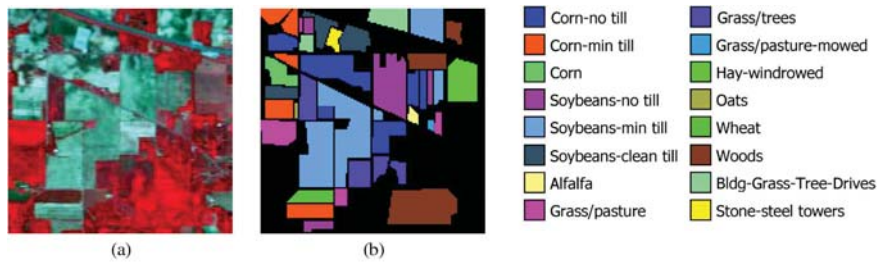 Corn-no till
Corn-min till
Corn
Soybeans-no till
Soybeans-min till
Soybeans-clean till
Alfalfa
Grass/pasture
Grass/trees
Grass/pasture-mowed
Hay-windrowed
Oats
Wheat
Woods
Bldg-Grass-Tree-Drives
Stone-steel towers
(a)
(b)